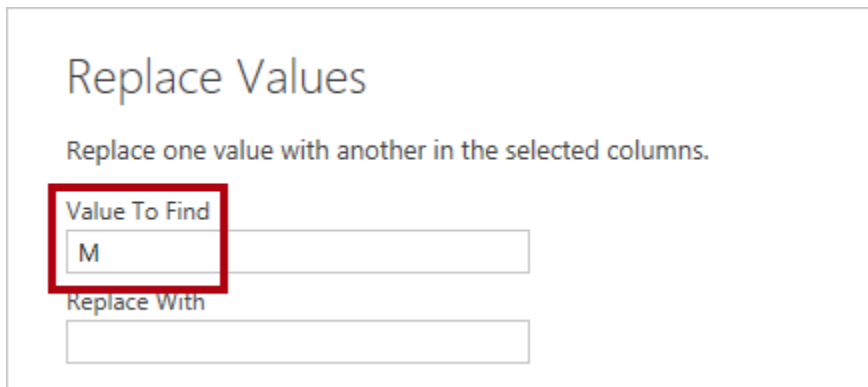 Replace Values
Replace one value with another in the selected columns.
Value To Find
M
Replace With